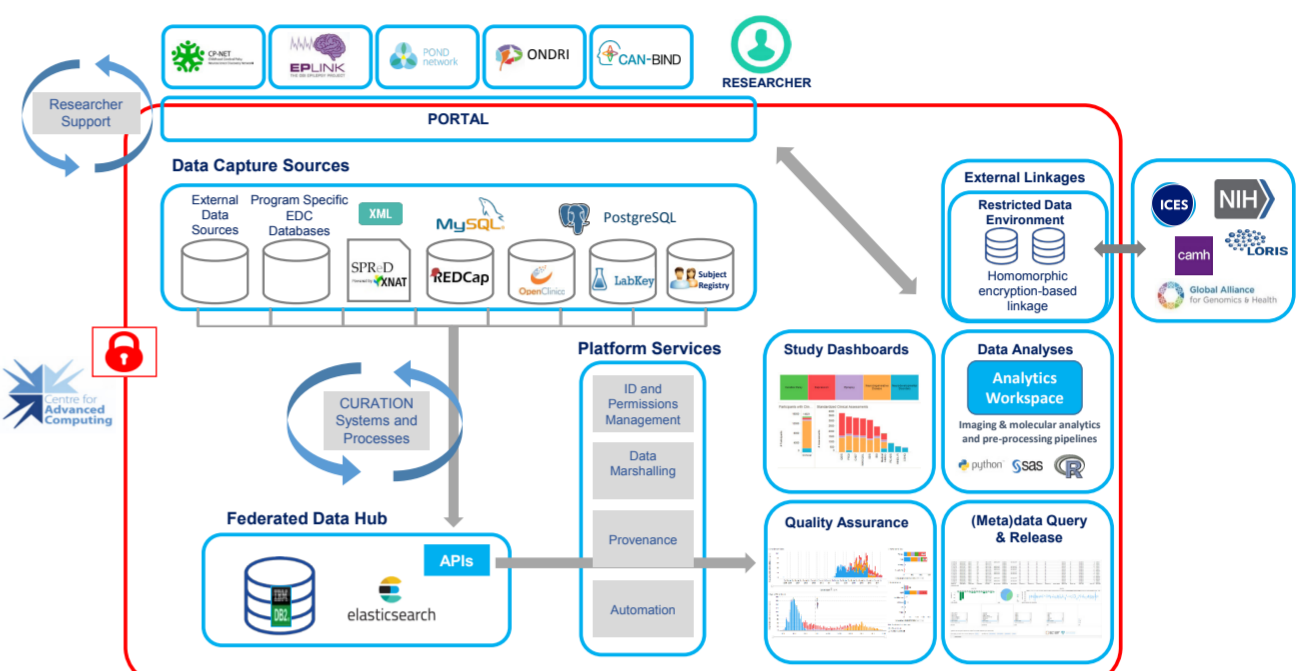 CP-NET
EPLINK
POND
network
ONDRI
CAN-BIND
RESEARCHER
Researcher
Support
PORTAL
Data Capture Sources
External
Data
Sources
Program Specific
EDC
Databases
XML
MySQL
PostgreSQL
SPReD
XNAT
REDCap
OpenClinica
LabKey
Subject
Registry
External Linkages
Restricted Data
Environment
Homomorphic
encryption-based
linkage
ICES
NIH
camh
LORIS
Global Alliance
for Genomics & Health
Centre for
Advanced
Computing
CURATION
Systems and
Processes
Platform Services
ID and
Permissions
Management
Data
Marshalling
Provenance
Automation
Study Dashboards
Data Analyses
Analytics
Workspace
Imaging & molecular analytics
and pre-processing pipelines
python
sas
R
Federated Data Hub
APIs
IBM
DB2
elasticsearch
Quality Assurance
(Meta)data Query
& Release